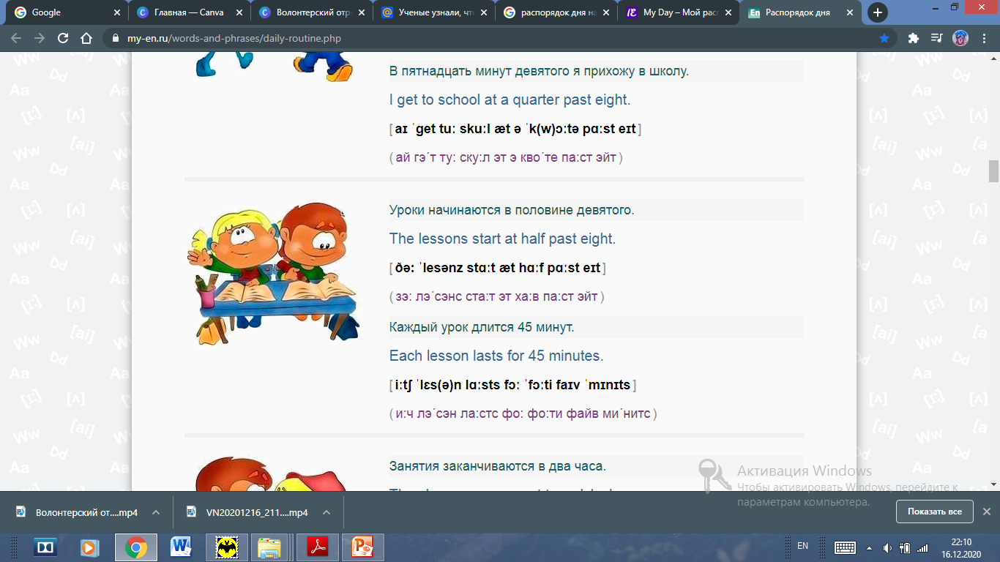 Google
Главная — Canva
Волонтерский отря
Ученые узнали, что
распорядок дня на
My Day – Мой расп
Распорядок дня
my-en.ru/words-and-phrases/daily-routine.php
В пятнадцать минут девятого я прихожу в школу.
I get to school at a quarter past eight.
[ aɪ ˈget tuː skuːl æt ə ˈk(w)ɔːtə pɑːst eɪt ]
( ай гэ´т ту: ску:л эт э кво´те па:ст эйт )
Уроки начинаются в половине девятого.
The lessons start at half past eight.
[ ðəː ˈlesənz stɑːt æt hɑːf pɑːst eɪt ]
( зэ: лэ´сэнс ста:т эт ха:в па:ст эйт )
Каждый урок длится 45 минут.
Each lesson lasts for 45 minutes.
[ iːtʃ ˈlɛs(ə)n lɑːsts fɔː ˈfɔːti faɪv ˈmɪnɪts ]
( и:ч лэ´сэн ла:стс фо: фо:ти файв ми´нитс )
Занятия заканчиваются в два часа.
Активация Windows
Чтобы активировать Windows, перейдите к
параметрам компьютера.
Волонтерский от....mp4
VN20201216_211....mp4
Показать все
EN
22:10
16.12.2020